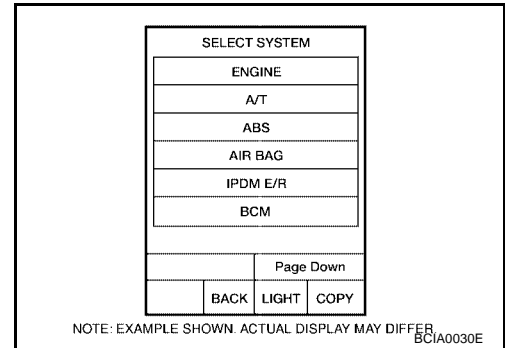 SELECT SYSTEM
ENGINE
A/T
ABS
AIR BAG
IPDM E/R
BCM
Page Down
BACK LIGHT COPY
NOTE: EXAMPLE SHOWN. ACTUAL DISPLAY MAY DIFFER.
BCIA0030E